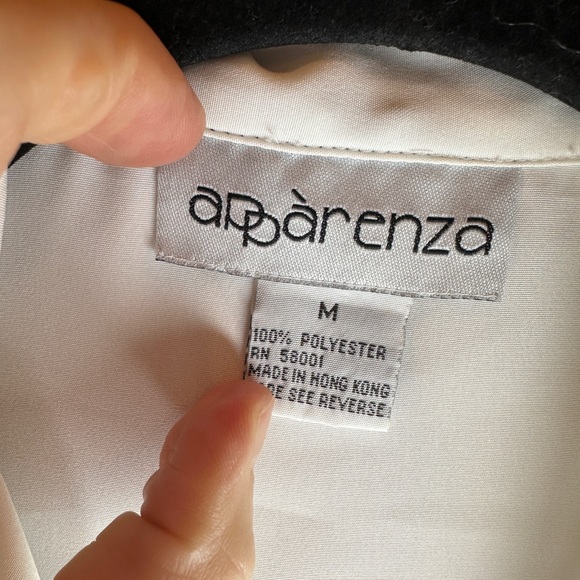 appàrenza
M
100% POLYESTER
RN 58001
MADE IN HONG KONG
SEE REVERSE